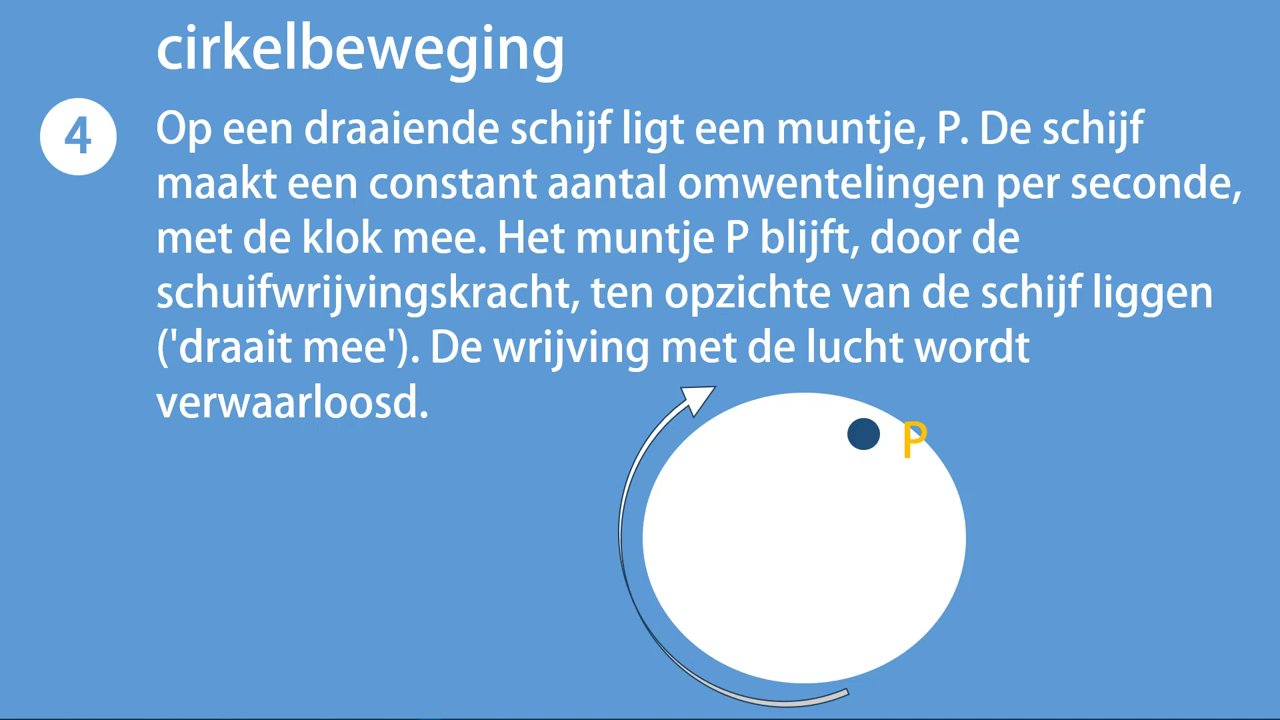 cirkelbeweging
4
Op een draaiende schijf ligt een muntje, P. De schijf
maakt een constant aantal omwentelingen per seconde,
met de klok mee. Het muntje P blijft, door de
schuifwrijvingskracht, ten opzichte van de schijf liggen
('draait mee'). De wrijving met de lucht wordt
verwaarloosd.
P